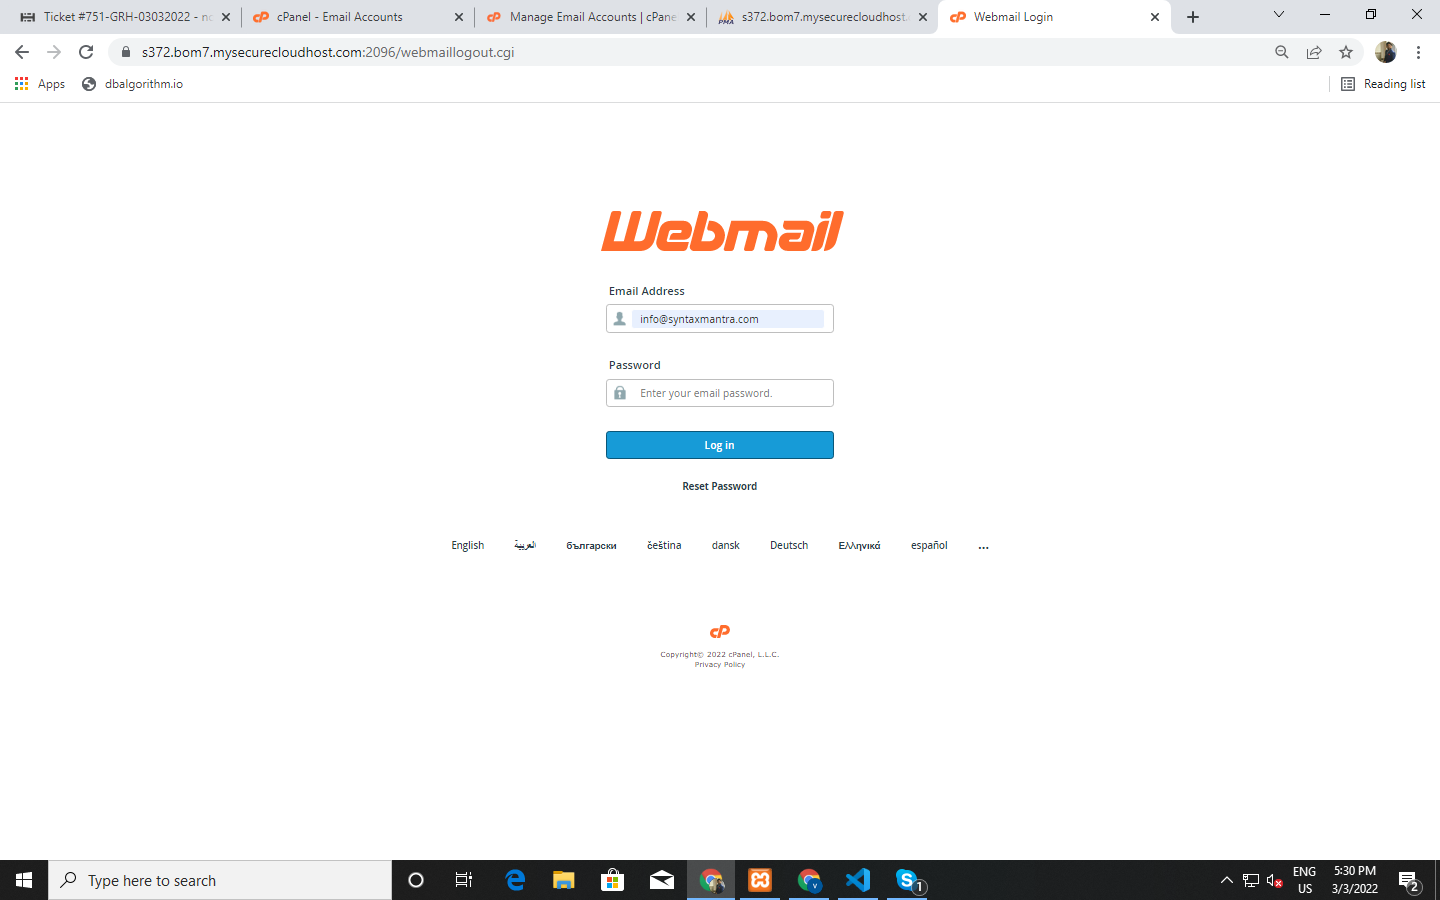 Ticket #751-GRH-03032022 - no
cPanel - Email Accounts
Manage Email Accounts | cPane
s372.bom7.mysecurecloudhost.
Webmail Login
s372.bom7.mysecurecloudhost.com:2096/webmaillogout.cgi
Apps
dbalgorithm.io
Reading list
Webmail
Email Address
info@syntaxmantra.com
Password
Enter your email password.
Log in
Reset Password
English العربية български čeština dansk Deutsch Ελληνικά español ...
cP
Copyright© 2022 cPanel, L.L.C.
Privacy Policy
Type here to search
1
ENG
US
5:30 PM
3/3/2022
2